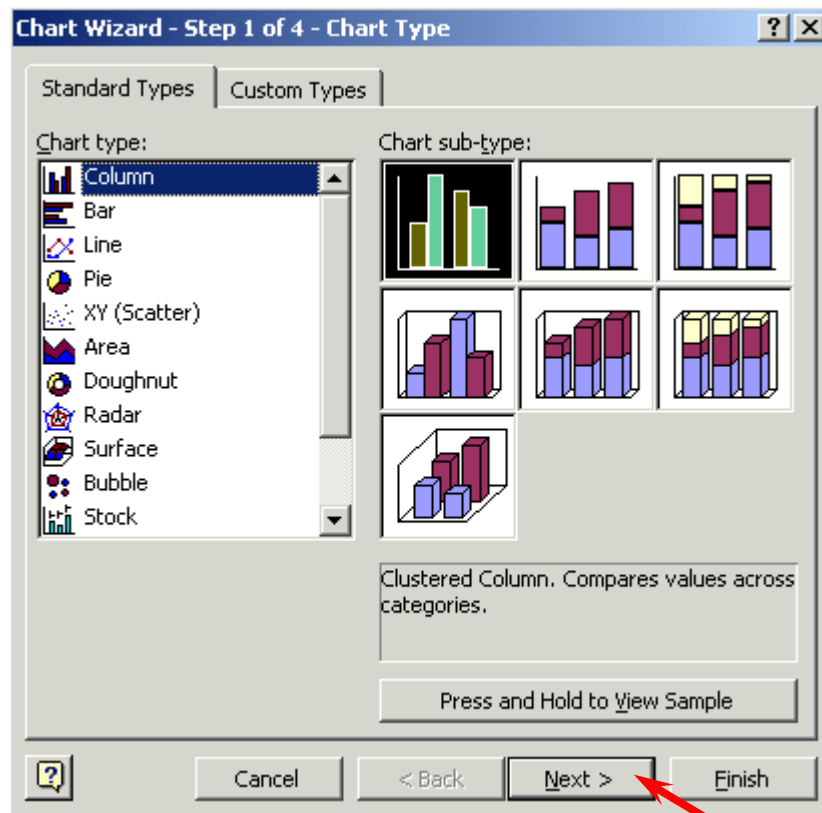 Chart Wizard - Step 1 of 4 - Chart Type
Standard Types
Custom Types
Chart type:
Column
Bar
Line
Pie
XY (Scatter)
Area
Doughnut
Radar
Surface
Bubble
Stock
Chart sub-type:
Clustered Column. Compares values across
categories.
Press and Hold to View Sample
Cancel
< Back
Next >
Finish